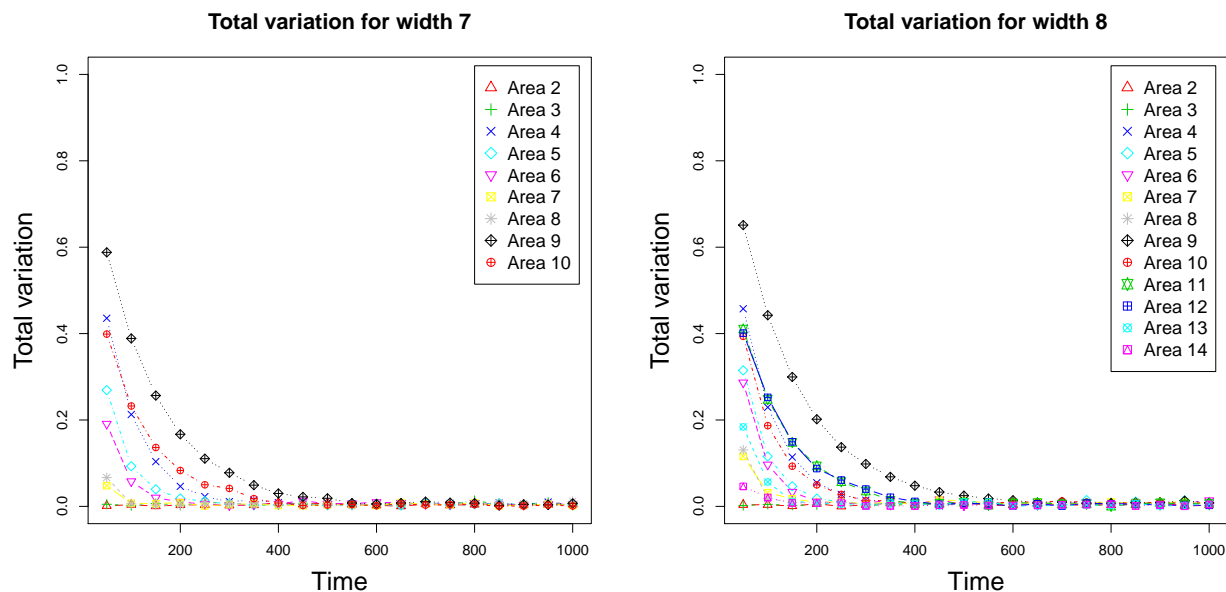 Total variation for width 7
Total variation
1.0
0.8
0.6
0.4
0.2
0.0
Area 2
Area 3
Area 4
Area 5
Area 6
Area 7
Area 8
Area 9
Area 10
200
400
600
800
1000
Time
Total variation for width 8
Total variation
1.0
0.8
0.6
0.4
0.2
0.0
Area 2
Area 3
Area 4
Area 5
Area 6
Area 7
Area 8
Area 9
Area 10
Area 11
Area 12
Area 13
Area 14
200
400
600
800
1000
Time